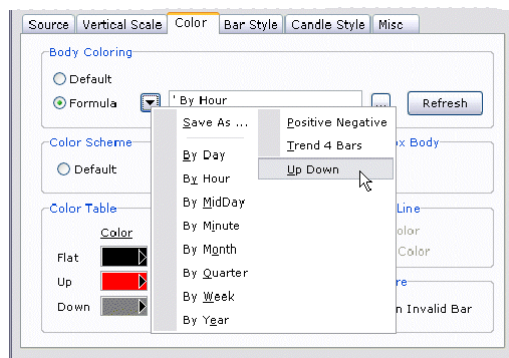 Source Vertical Scale Color Bar Style Candle Style Misc
Body Coloring
Default
Formula ' By Hour ... Refresh
Save As ... Positive Negative
Color Scheme Trend 4 Bars Body
Default By Day Up Down
By Hour
Color Table By MidDay Line
Color By Minute
Flat By Month Color
Up By Quarter
Down By Week Invalid Bar
By Year